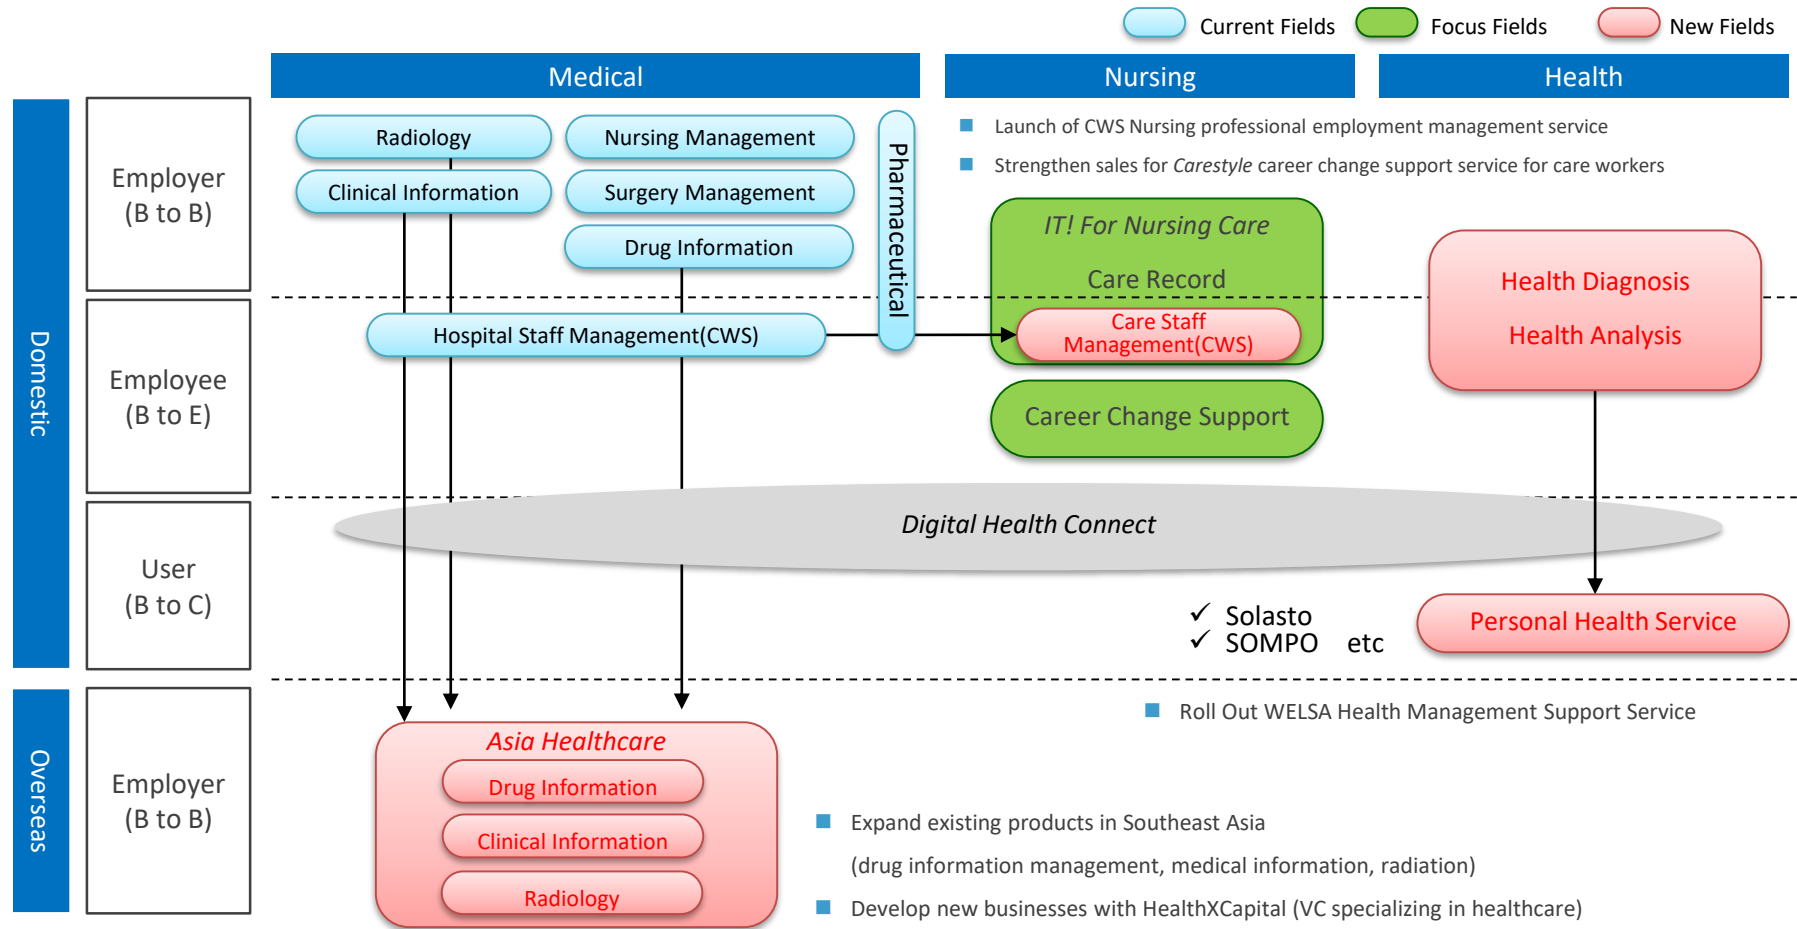 Current Fields
Focus Fields
New Fields
Medical
Nursing
Health
Domestic
Employer
(B to B)
Radiology
Clinical Information
Nursing Management
Surgery Management
Drug Information
Pharmaceutical
Launch of CWS Nursing professional employment management service
Strengthen sales for Carestyle career change support service for care workers
IT! For Nursing Care
Care Record
Health Diagnosis
Health Analysis
Employee
(B to E)
Hospital Staff Management(CWS)
Care Staff
Management(CWS)
Career Change Support
Digital Health Connect
User
(B to C)
✓ Solasto
✓ SOMPO etc
Personal Health Service
Roll Out WELSA Health Management Support Service
Overseas
Employer
(B to B)
Asia Healthcare
Drug Information
Clinical Information
Radiology
Expand existing products in Southeast Asia
(drug information management, medical information, radiation)
Develop new businesses with HealthXCapital (VC specializing in healthcare)